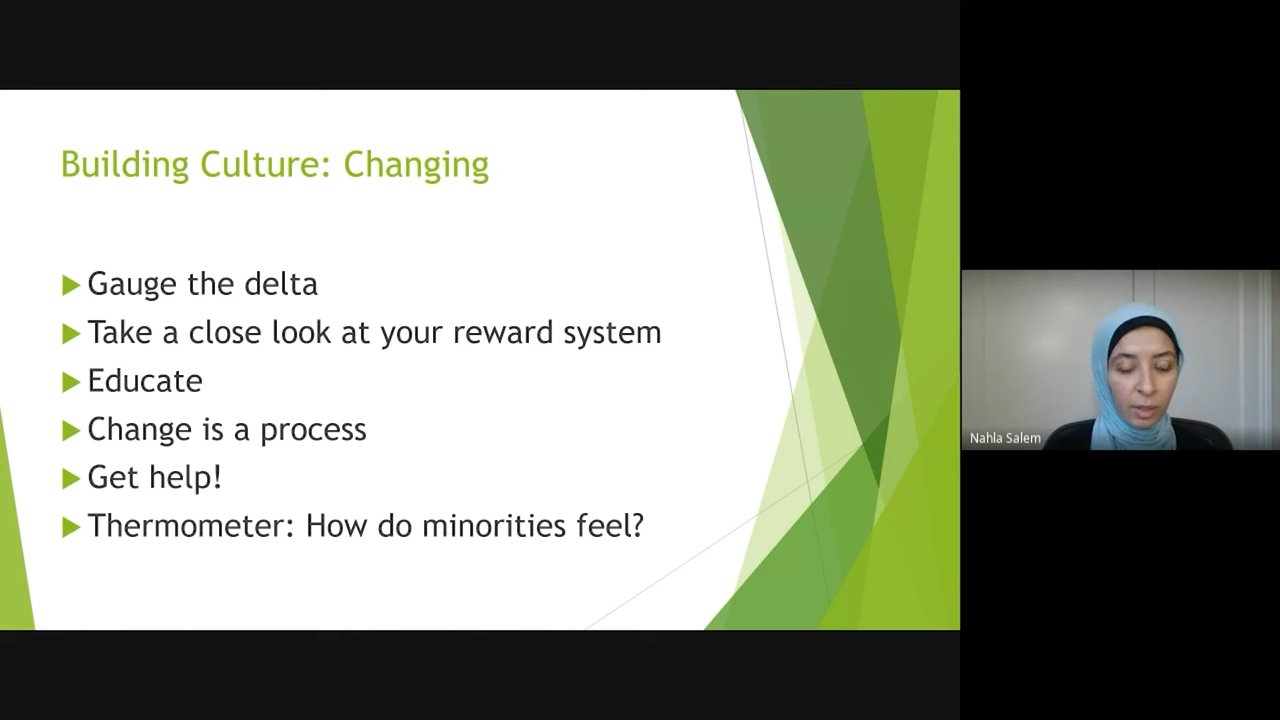 Building Culture: Changing
Gauge the delta
Take a close look at your reward system
Educate
Change is a process
Get help!
Thermometer: How do minorities feel?
Nahla Salem